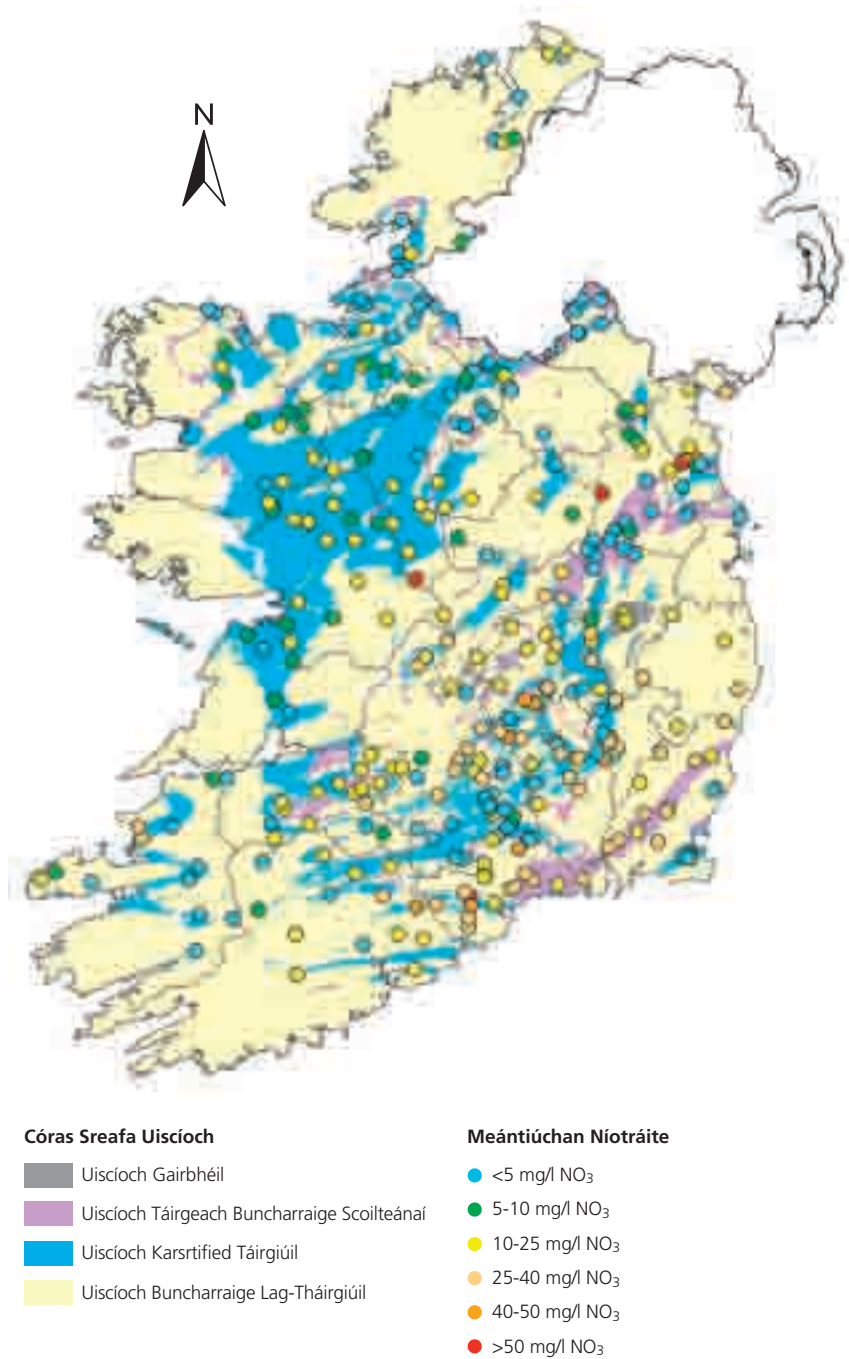 N
Córas Sreafa Uiscíoch
Uiscíoch Gairbhéil
Uiscíoch Táirgeach Buncharraige Scoilteánaí
Uiscíoch Karsrtified Táirgiúil
Uiscíoch Buncharraige Lag-Tháirgiúil
Meántiúchan Níotráite
<5 mg/l NO3
5-10 mg/l NO3
10-25 mg/l NO3
25-40 mg/l NO3
40-50 mg/l NO3
>50 mg/l NO3